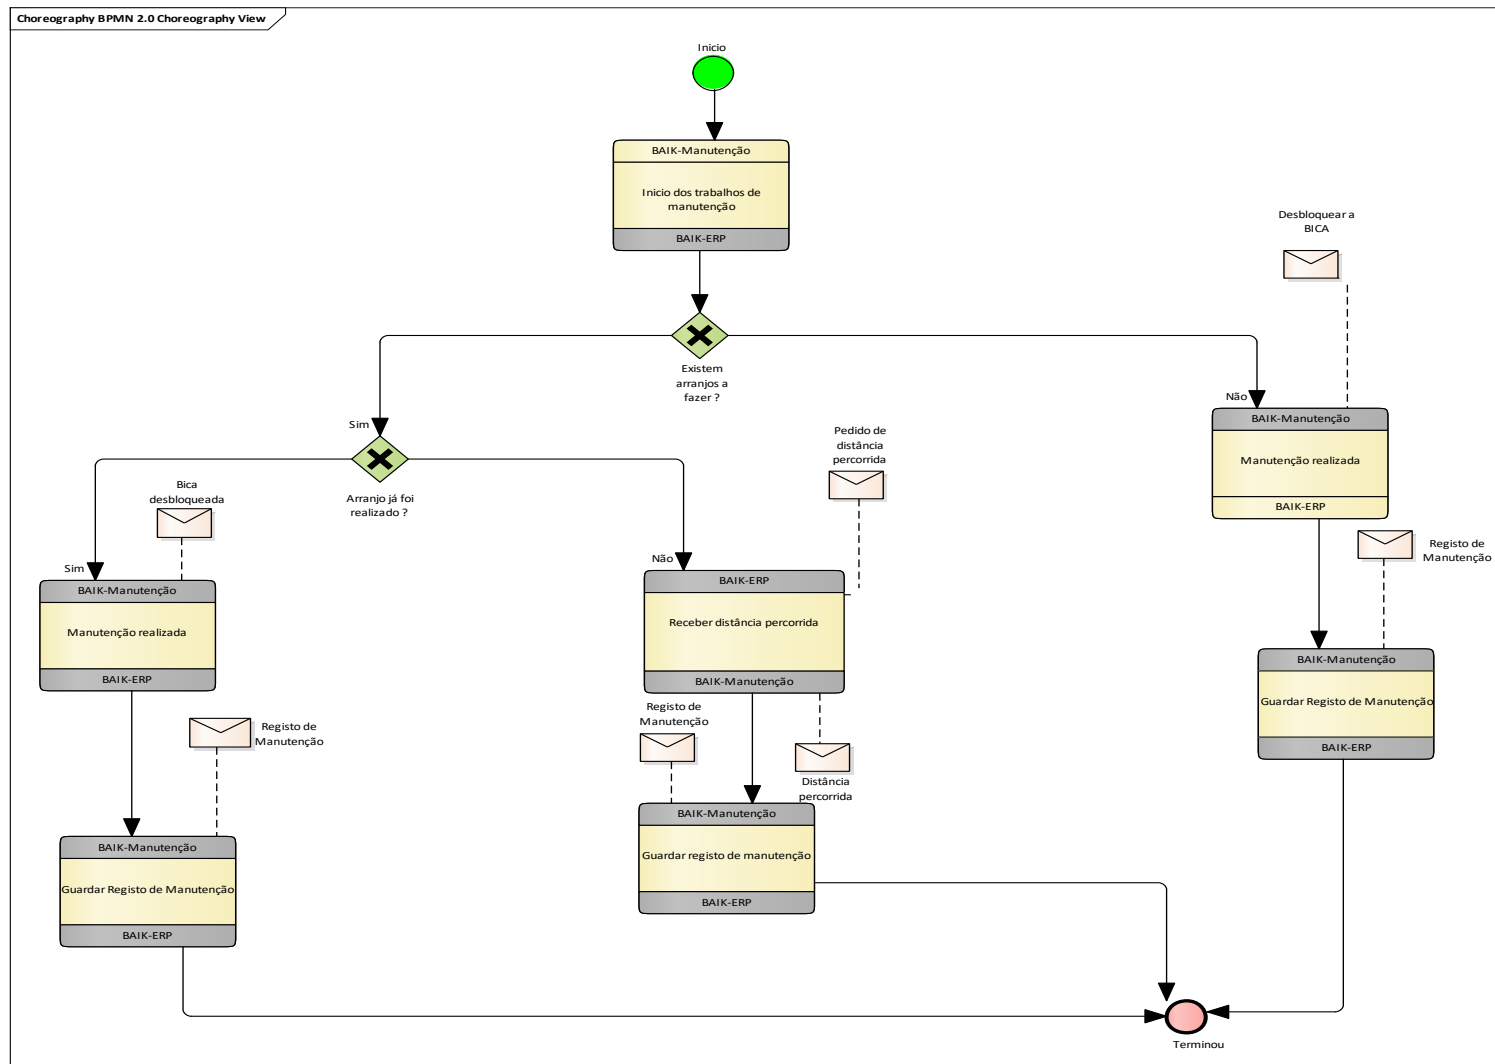 Choreography BPMN 2.0 Choreography View
Inicio
BAIK-Manutenção
Inicio dos trabalhos de
manutenção
BAIK-ERP
Existem
arranjos a
fazer ?
Desbloquear a
BICA
Não
BAIK-Manutenção
Manutenção realizada
BAIK-ERP
Sim
Arranjo já foi
realizado ?
Pedido de
distância
percorrida
Bica
desbloqueada
Sim
BAIK-Manutenção
Manutenção realizada
BAIK-ERP
Não
BAIK-ERP
Receber distância percorrida
BAIK-Manutenção
Registo de
Manutenção
BAIK-Manutenção
Guardar Registo de Manutenção
BAIK-ERP
Registo de
Manutenção
Registo de
Manutenção
Distância
percorrida
BAIK-Manutenção
Guardar registo de manutenção
BAIK-ERP
BAIK-Manutenção
Guardar Registo de Manutenção
BAIK-ERP
Terminou